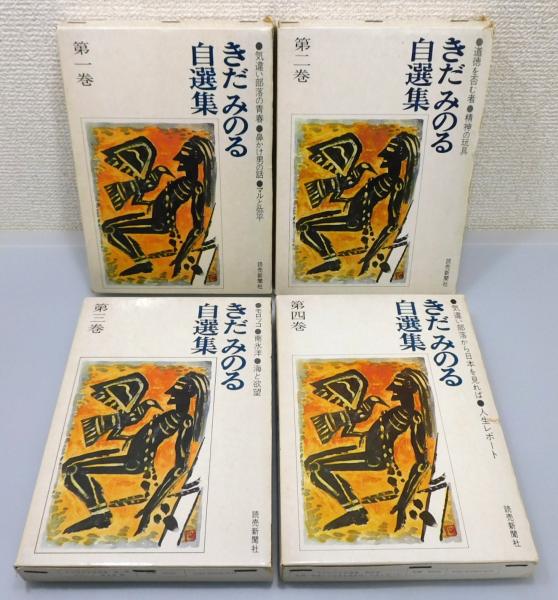 ●気違い部落の青春●鼻かけ男の話●マルと弥平
きだみのる
自選集
第一巻
読売新聞社
●道徳を否む者●精神の玩具
きだみのる
自選集
第二巻
読売新聞社
●モロッコ●南氷洋●海と欲望
きだみのる
自選集
第三巻
読売新聞社
●気違い部落から日本を見れば●人生レポート
きだみのる
自選集
第四巻
読売新聞社